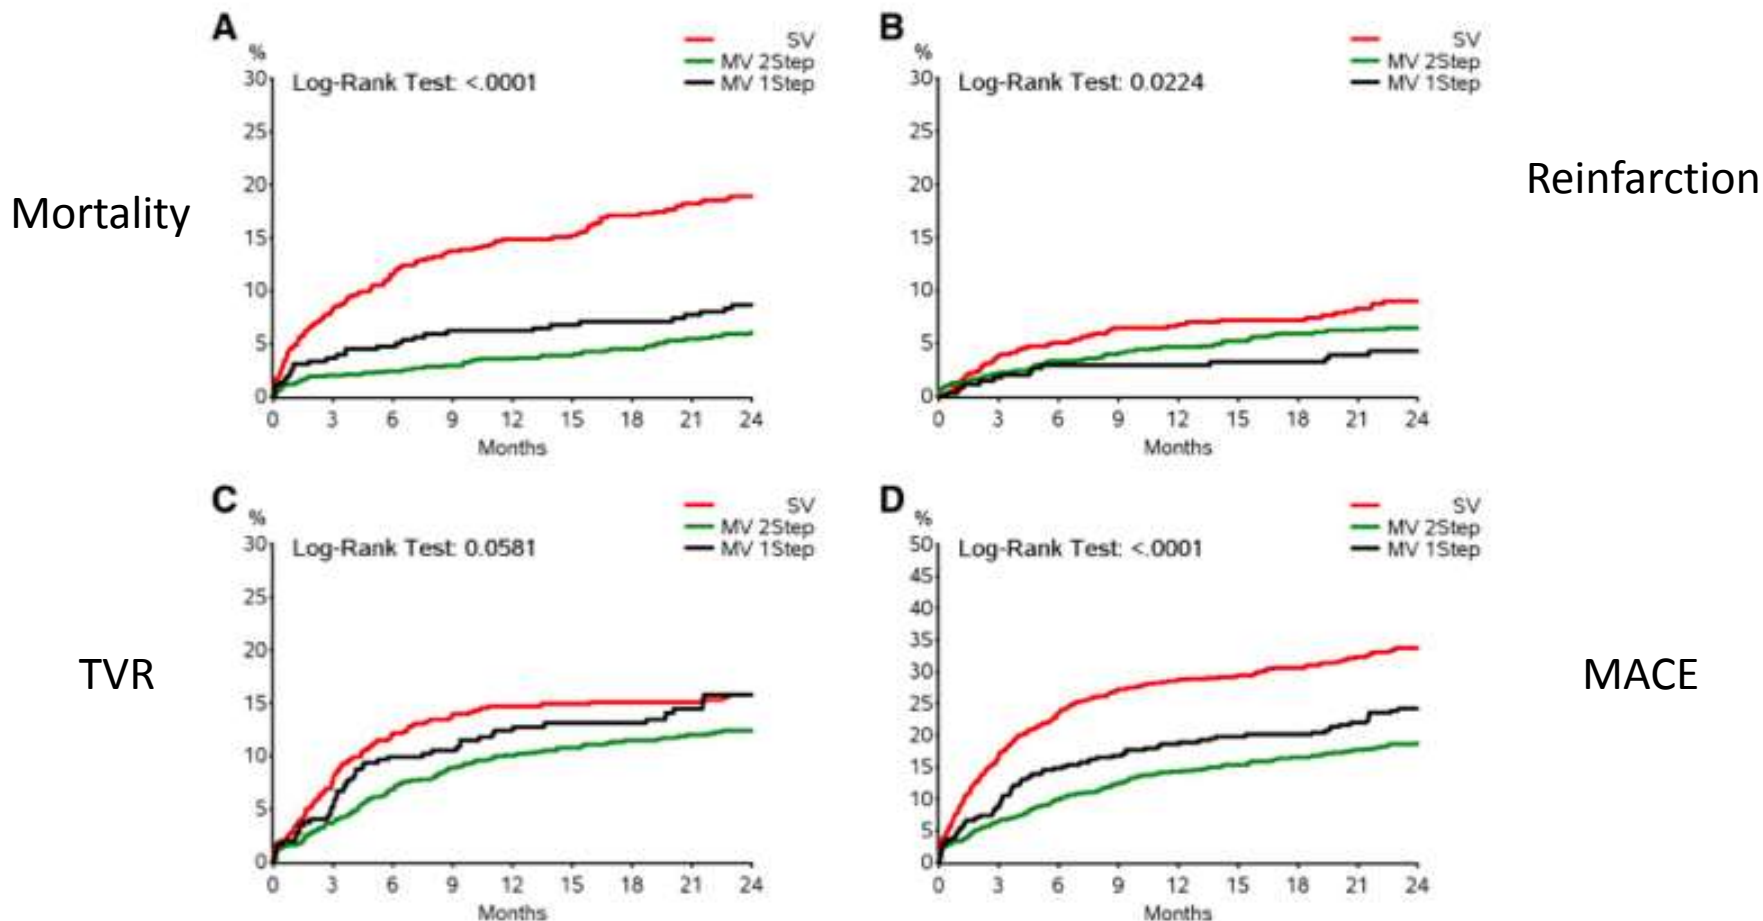 A
%
SV
MV 2Step
MV 1Step
Log-Rank Test: <.0001
30
25
20
15
10
5
0
0 3 6 9 12 15 18 21 24
Months
Mortality
B
%
SV
MV 2Step
MV 1Step
Log-Rank Test: 0.0224
30
25
20
15
10
5
0
0 3 6 9 12 15 18 21 24
Months
Reinfarction
C
%
SV
MV 2Step
MV 1Step
Log-Rank Test: 0.0581
30
25
20
15
10
5
0
0 3 6 9 12 15 18 21 24
Months
TVR
D
%
SV
MV 2Step
MV 1Step
Log-Rank Test: <.0001
50
45
40
35
30
25
20
15
10
5
0
0 3 6 9 12 15 18 21 24
Months
MACE